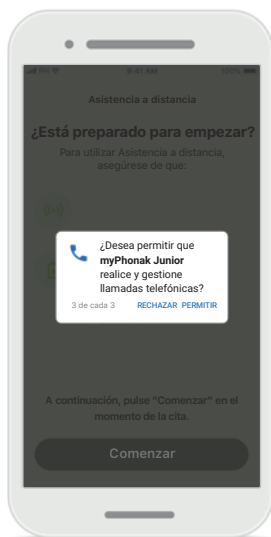 9:41 AM
100%
Asistencia a distancia
¿Está preparado para empezar?
Para utilizar Asistencia a distancia,
asegúrese de que:
¿Desea permitir que
myPhonak Junior
realice y gestione
llamadas telefónicas?
3 de cada 3 RECHAZAR PERMITIR
A continuación, pulse "Comenzar" en el
momento de la cita.
Comenzar